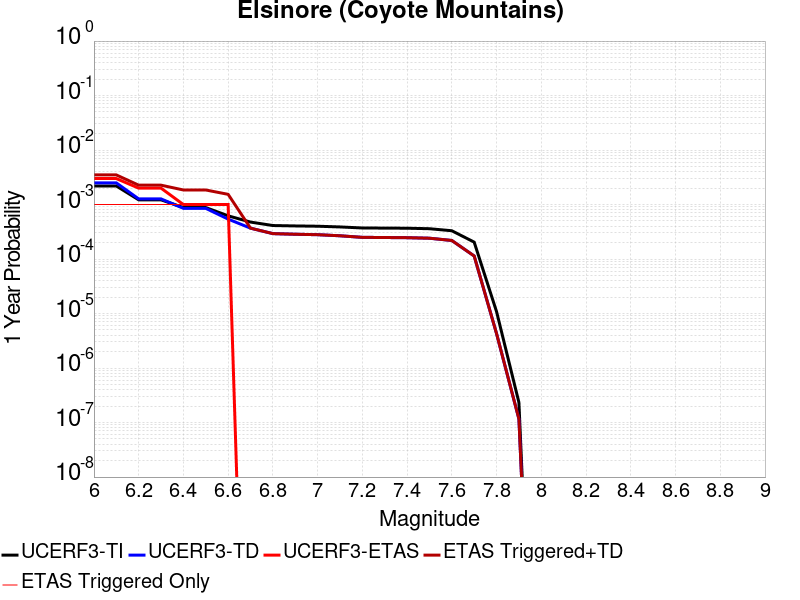 Elsinore (Coyote Mountains)
10^0
10^-1
10^-2
10^-3
10^-4
10^-5
10^-6
10^-7
10^-8
1 Year Probability
6 6.2 6.4 6.6 6.8 7 7.2 7.4 7.6 7.8 8 8.2 8.4 8.6 8.8 9
Magnitude
UCERF3-TI UCERF3-TD UCERF3-ETAS ETAS Triggered+TD
ETAS Triggered Only